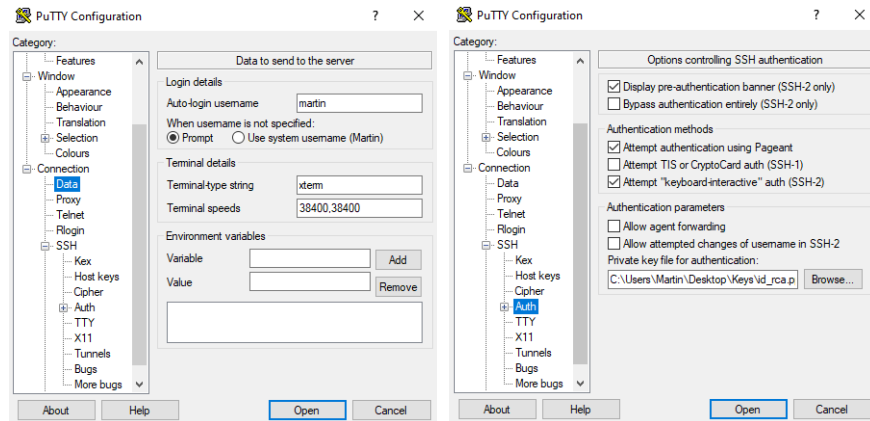 PuTTY Configuration
Category:
Features
Window
Appearance
Behaviour
Translation
Selection
Colours
Connection
Data
Proxy
Telnet
Rlogin
SSH
Kex
Host keys
Cipher
Auth
TTY
X11
Tunnels
Bugs
More bugs
Data to send to the server
Login details
Auto-login username martin
When username is not specified:
Prompt Use system username (Martin)
Terminal details
Terminal-type string xterm
Terminal speeds 38400,38400
Environment variables
Variable Add
Value Remove
About Help Open Cancel
PuTTY Configuration
Category:
Features
Window
Appearance
Behaviour
Translation
Selection
Colours
Connection
Data
Proxy
Telnet
Rlogin
SSH
Kex
Host keys
Cipher
Auth
TTY
X11
Tunnels
Bugs
More bugs
Options controlling SSH authentication
Display pre-authentication banner (SSH-2 only)
Bypass authentication entirely (SSH-2 only)
Authentication methods
Attempt authentication using Pageant
Attempt TIS or CryptoCard auth (SSH-1)
Attempt "keyboard-interactive" auth (SSH-2)
Authentication parameters
Allow agent forwarding
Allow attempted changes of username in SSH-2
Private key file for authentication:
C:\Users\Martin\Desktop\Keys\id_rca.p Browse...
About Help Open Cancel